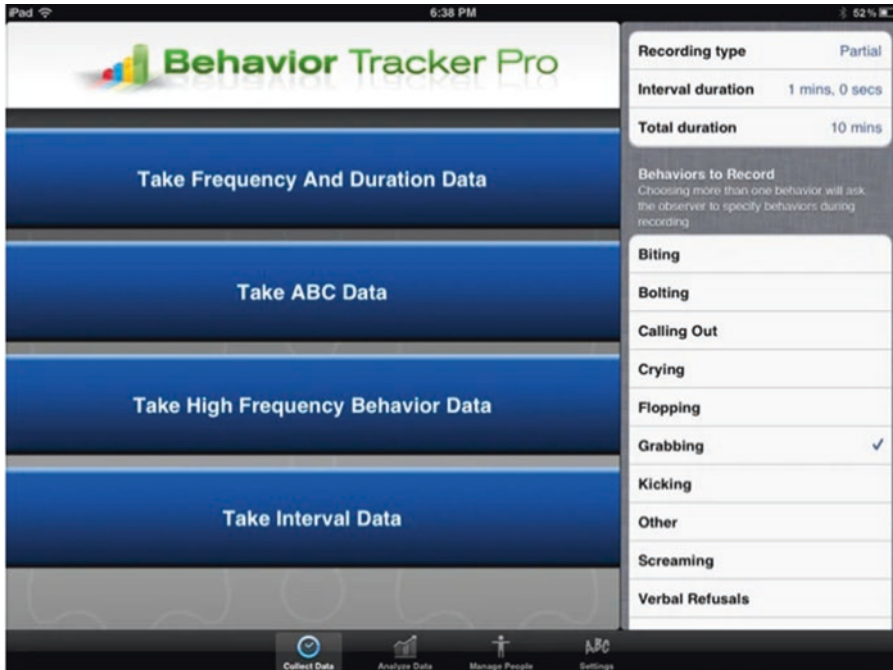 iPad
6:38 PM
52%
Behavior Tracker Pro
Take Frequency And Duration Data
Take ABC Data
Take High Frequency Behavior Data
Take Interval Data
Recording type Partial
Interval duration 1 mins, 0 secs
Total duration 10 mins
Behaviors to Record
Choosing more than one behavior will ask
the observer to specify behaviors during
recording
Biting
Bolting
Calling Out
Crying
Flopping
Grabbing
Kicking
Other
Screaming
Verbal Refusals
ABC
Collect Data Analyze Data Manage People Settings